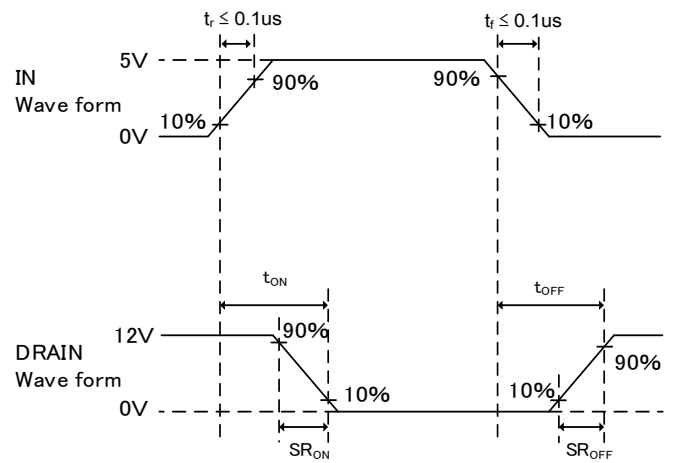 tr ≤ 0.1us
tf ≤ 0.1us
IN
Wave form
5V
90%
90%
10%
10%
0V
tON
tOFF
DRAIN
Wave form
12V
90%
90%
10%
10%
0V
SRON
SROFF